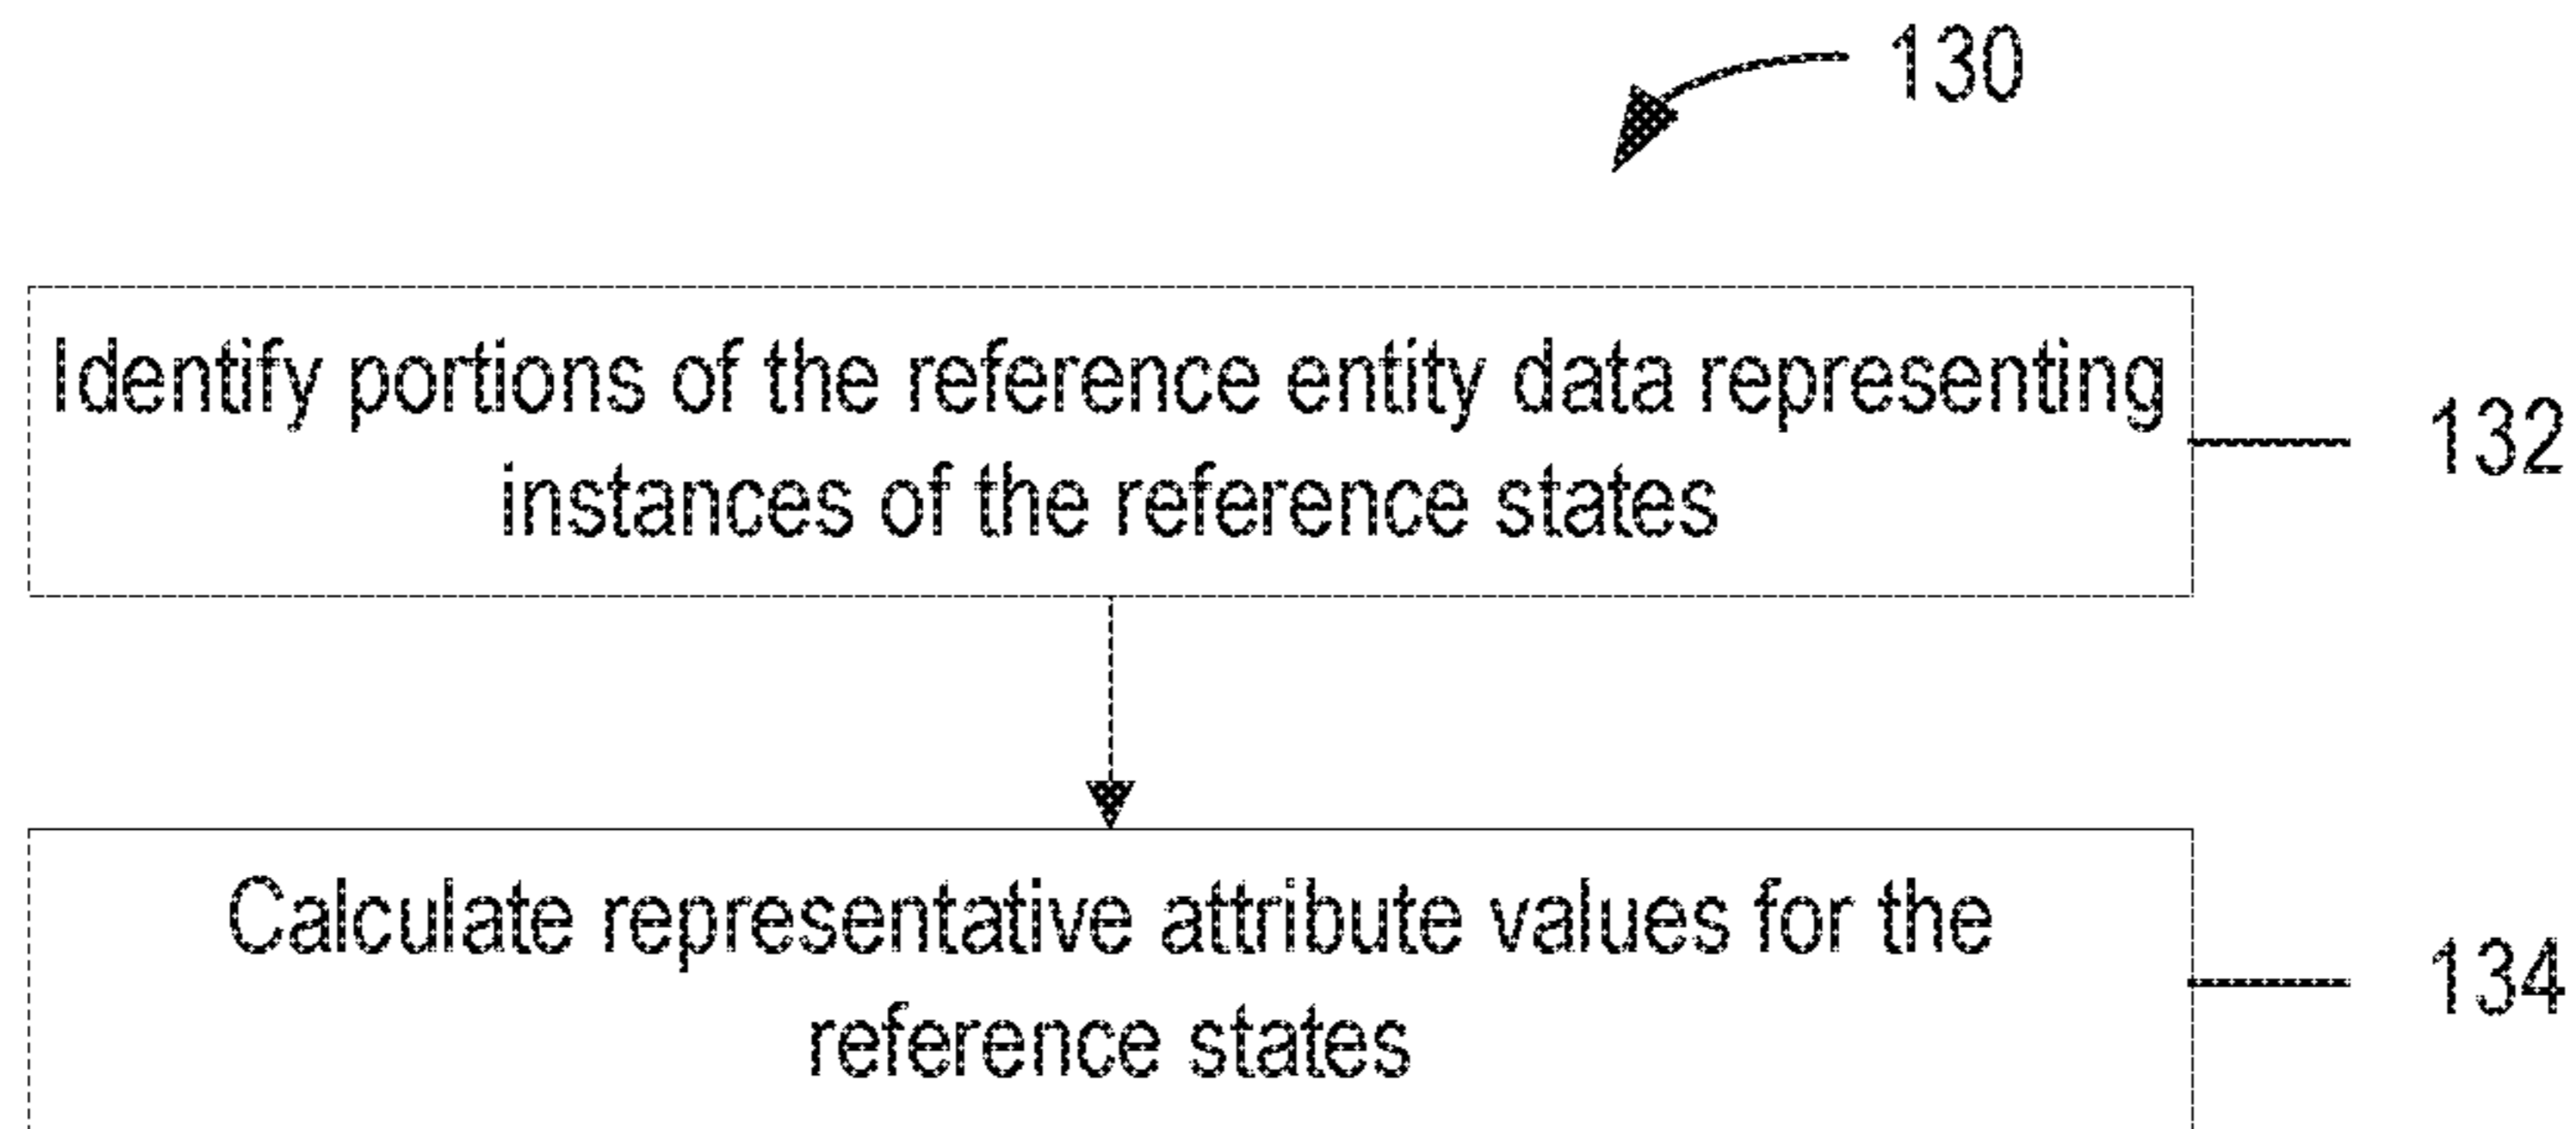 130
Identify portions of the reference entity data representing
instances of the reference states
132
Calculate representative attribute values for the
reference states
134